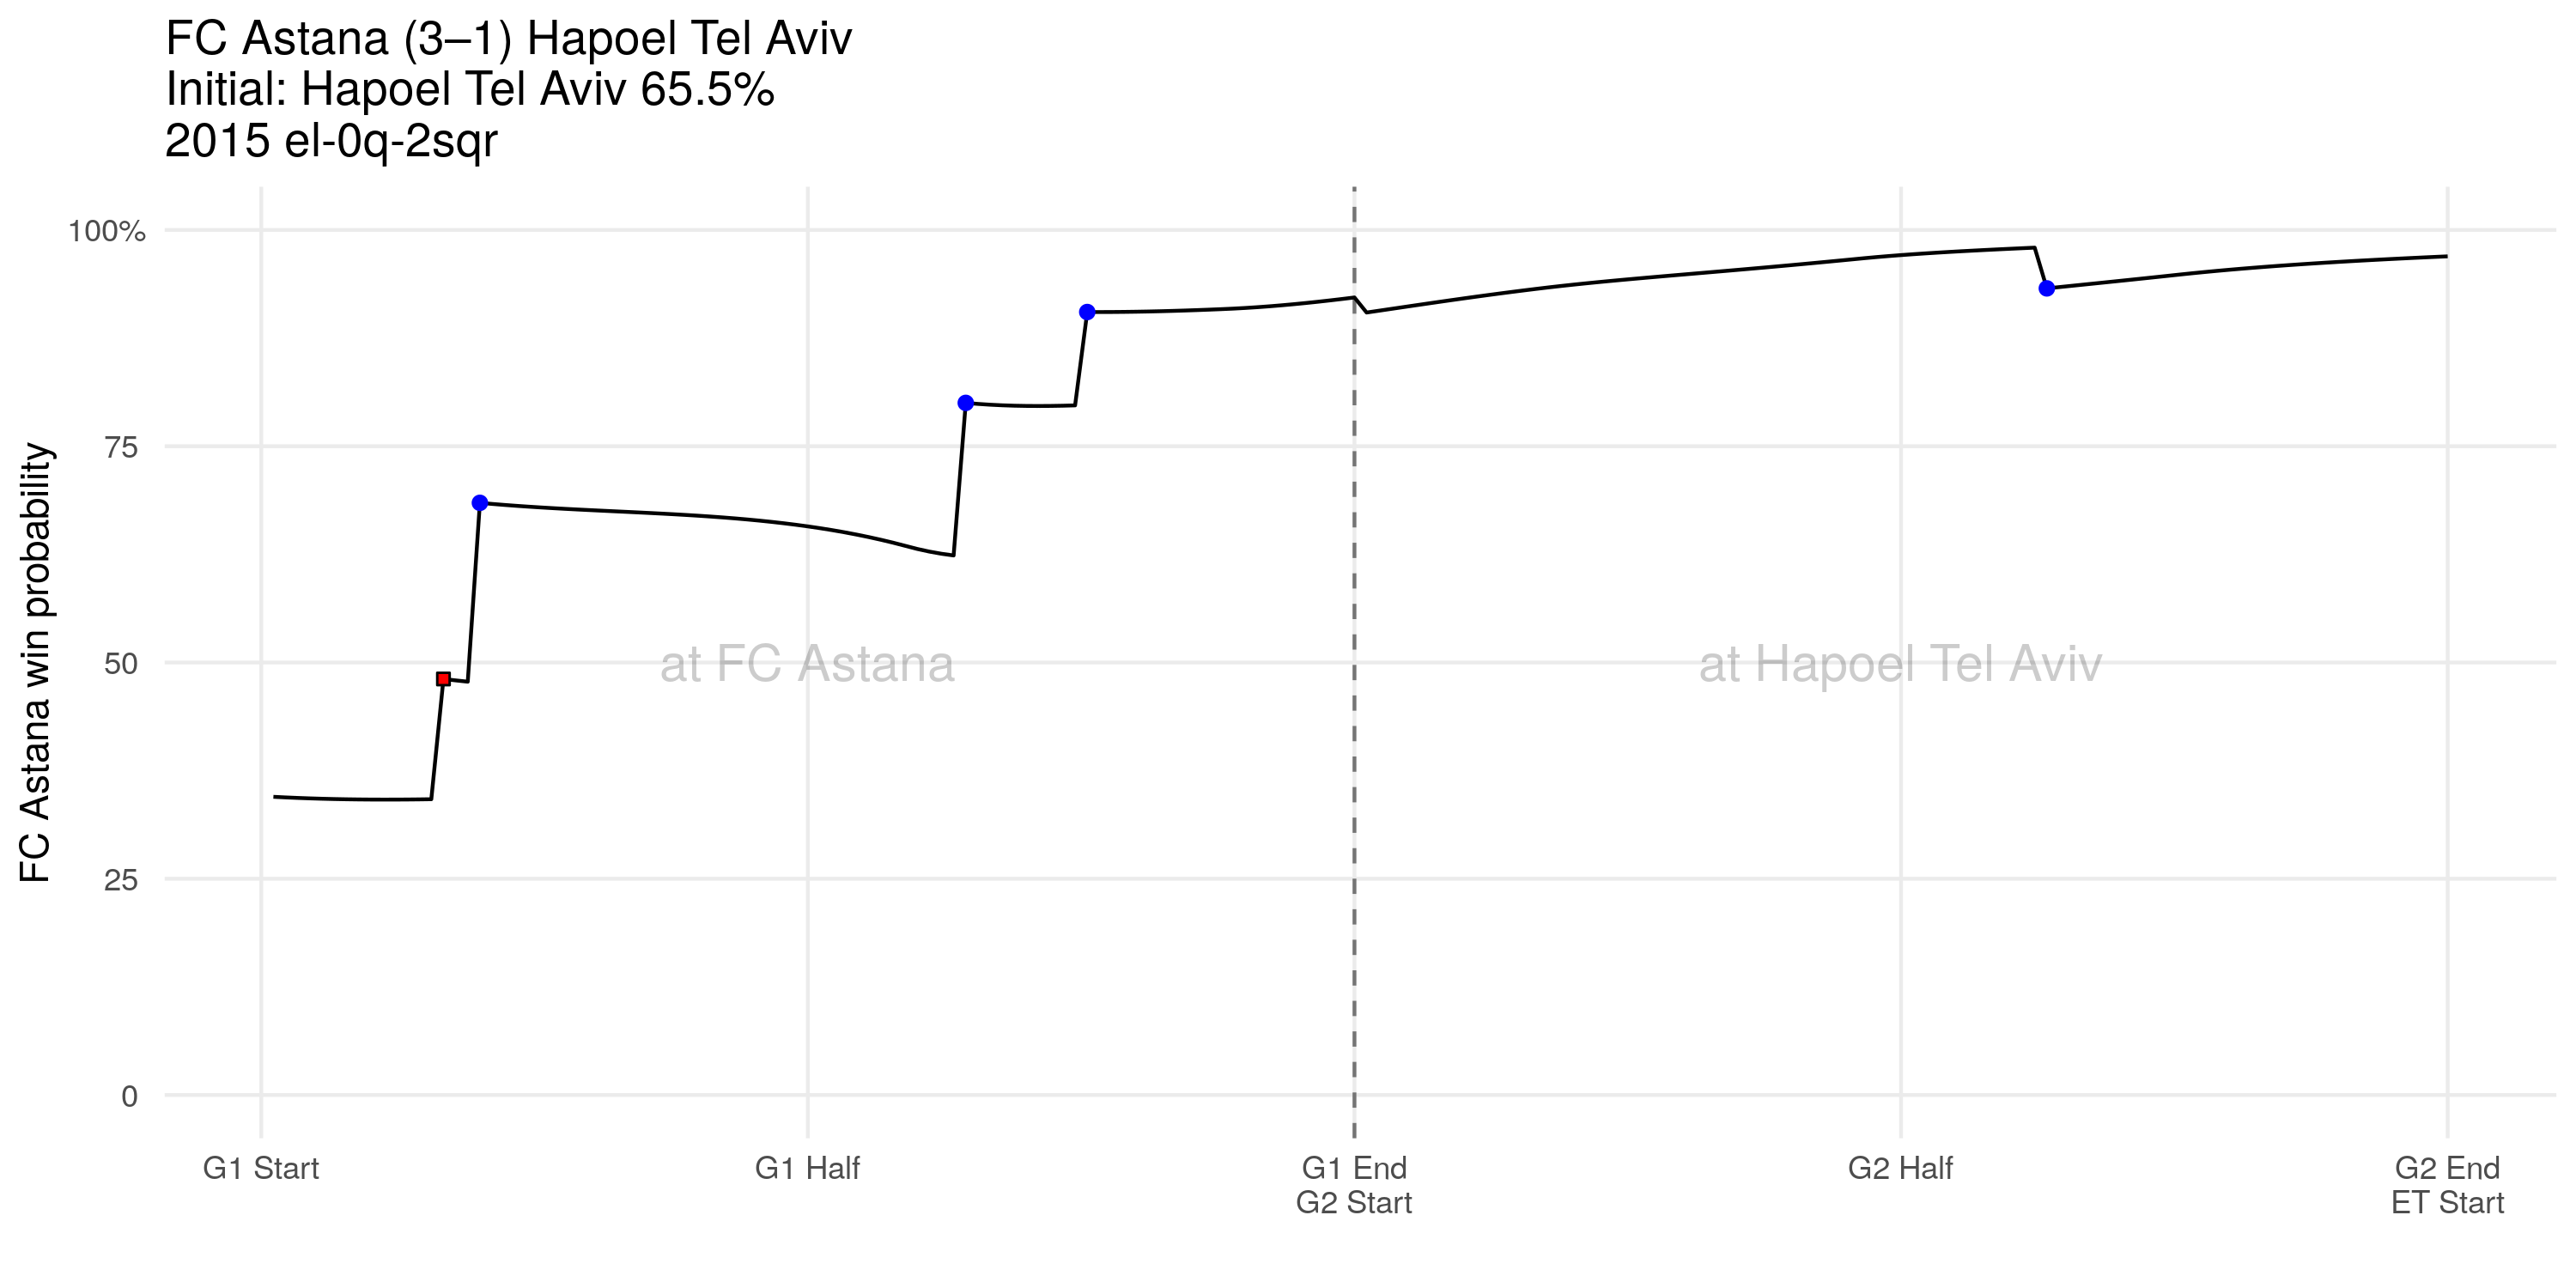 FC Astana (3–1) Hapoel Tel Aviv
Initial: Hapoel Tel Aviv 65.5%
2015 el-0q-2sqr
FC Astana win probability
100%
75
50
25
0
at FC Astana
at Hapoel Tel Aviv
G1 Start
G1 Half
G1 End
G2 Start
G2 Half
G2 End
ET Start